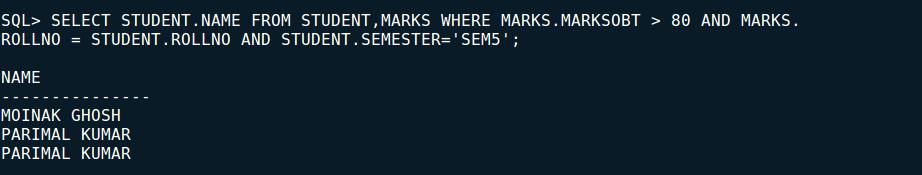 SQL> SELECT STUDENT.NAME FROM STUDENT,MARKS WHERE MARKS.MARKSOBT > 80 AND MARKS.
ROLLNO = STUDENT.ROLLNO AND STUDENT.SEMESTER='SEM5';
NAME
---------------
MOINAK GHOSH
PARIMAL KUMAR
PARIMAL KUMAR